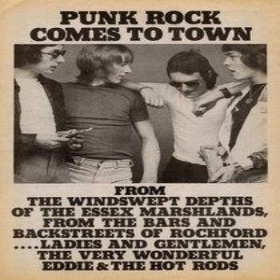 PUNK ROCK
COMES TO TOWN
FROM
THE WINDSWEPT DEPTHS
OF THE ESSEX MARSHLANDS,
FROM THE BARS AND
BACKSTREETS OF ROCHFORD
....LADIES AND GENTLEMEN,
THE VERY WONDERFUL
EDDIE & THE HOT RODS